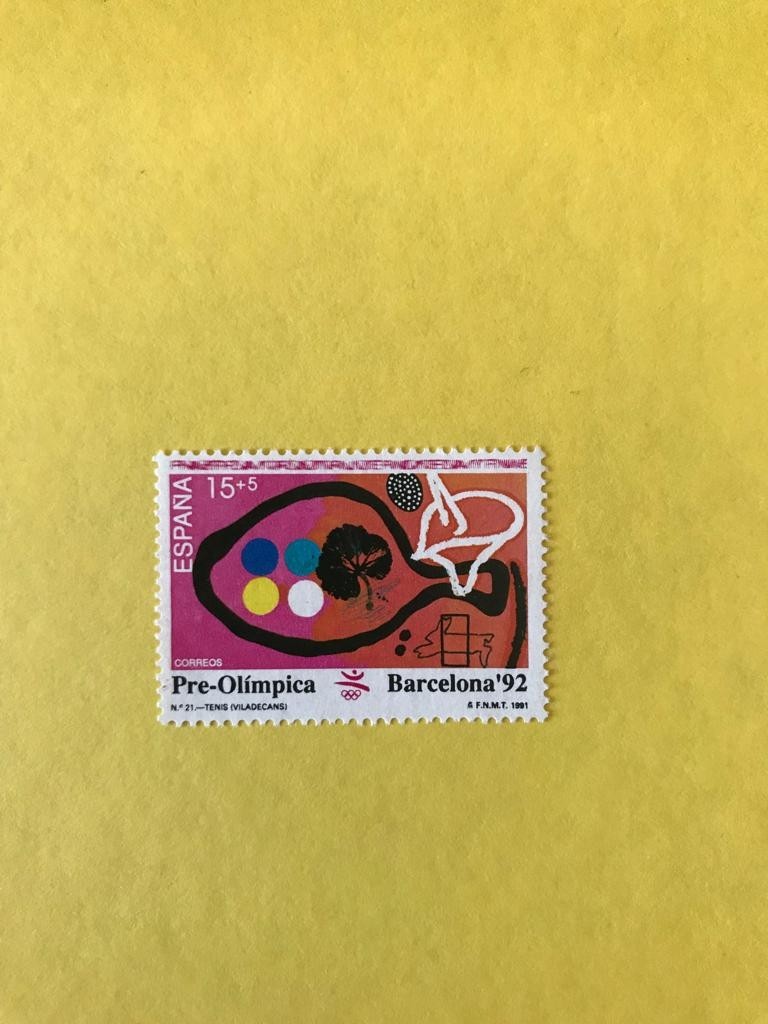 ESPAÑA
15+5
CORREOS
Pre-Olímpica Barcelona'92
N.º 21.—TENIS (VILADECANS)
F.N.M.T. 1991